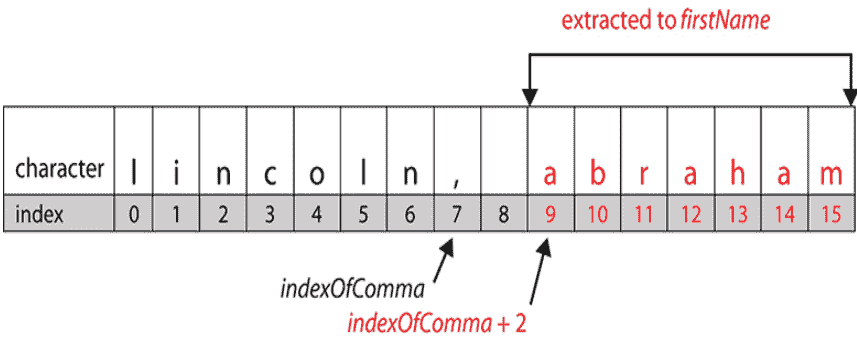 extracted to firstName
character l i n c o l n , a b r a h a m
index 0 1 2 3 4 5 6 7 8 9 10 11 12 13 14 15
indexOfComma
indexOfComma + 2